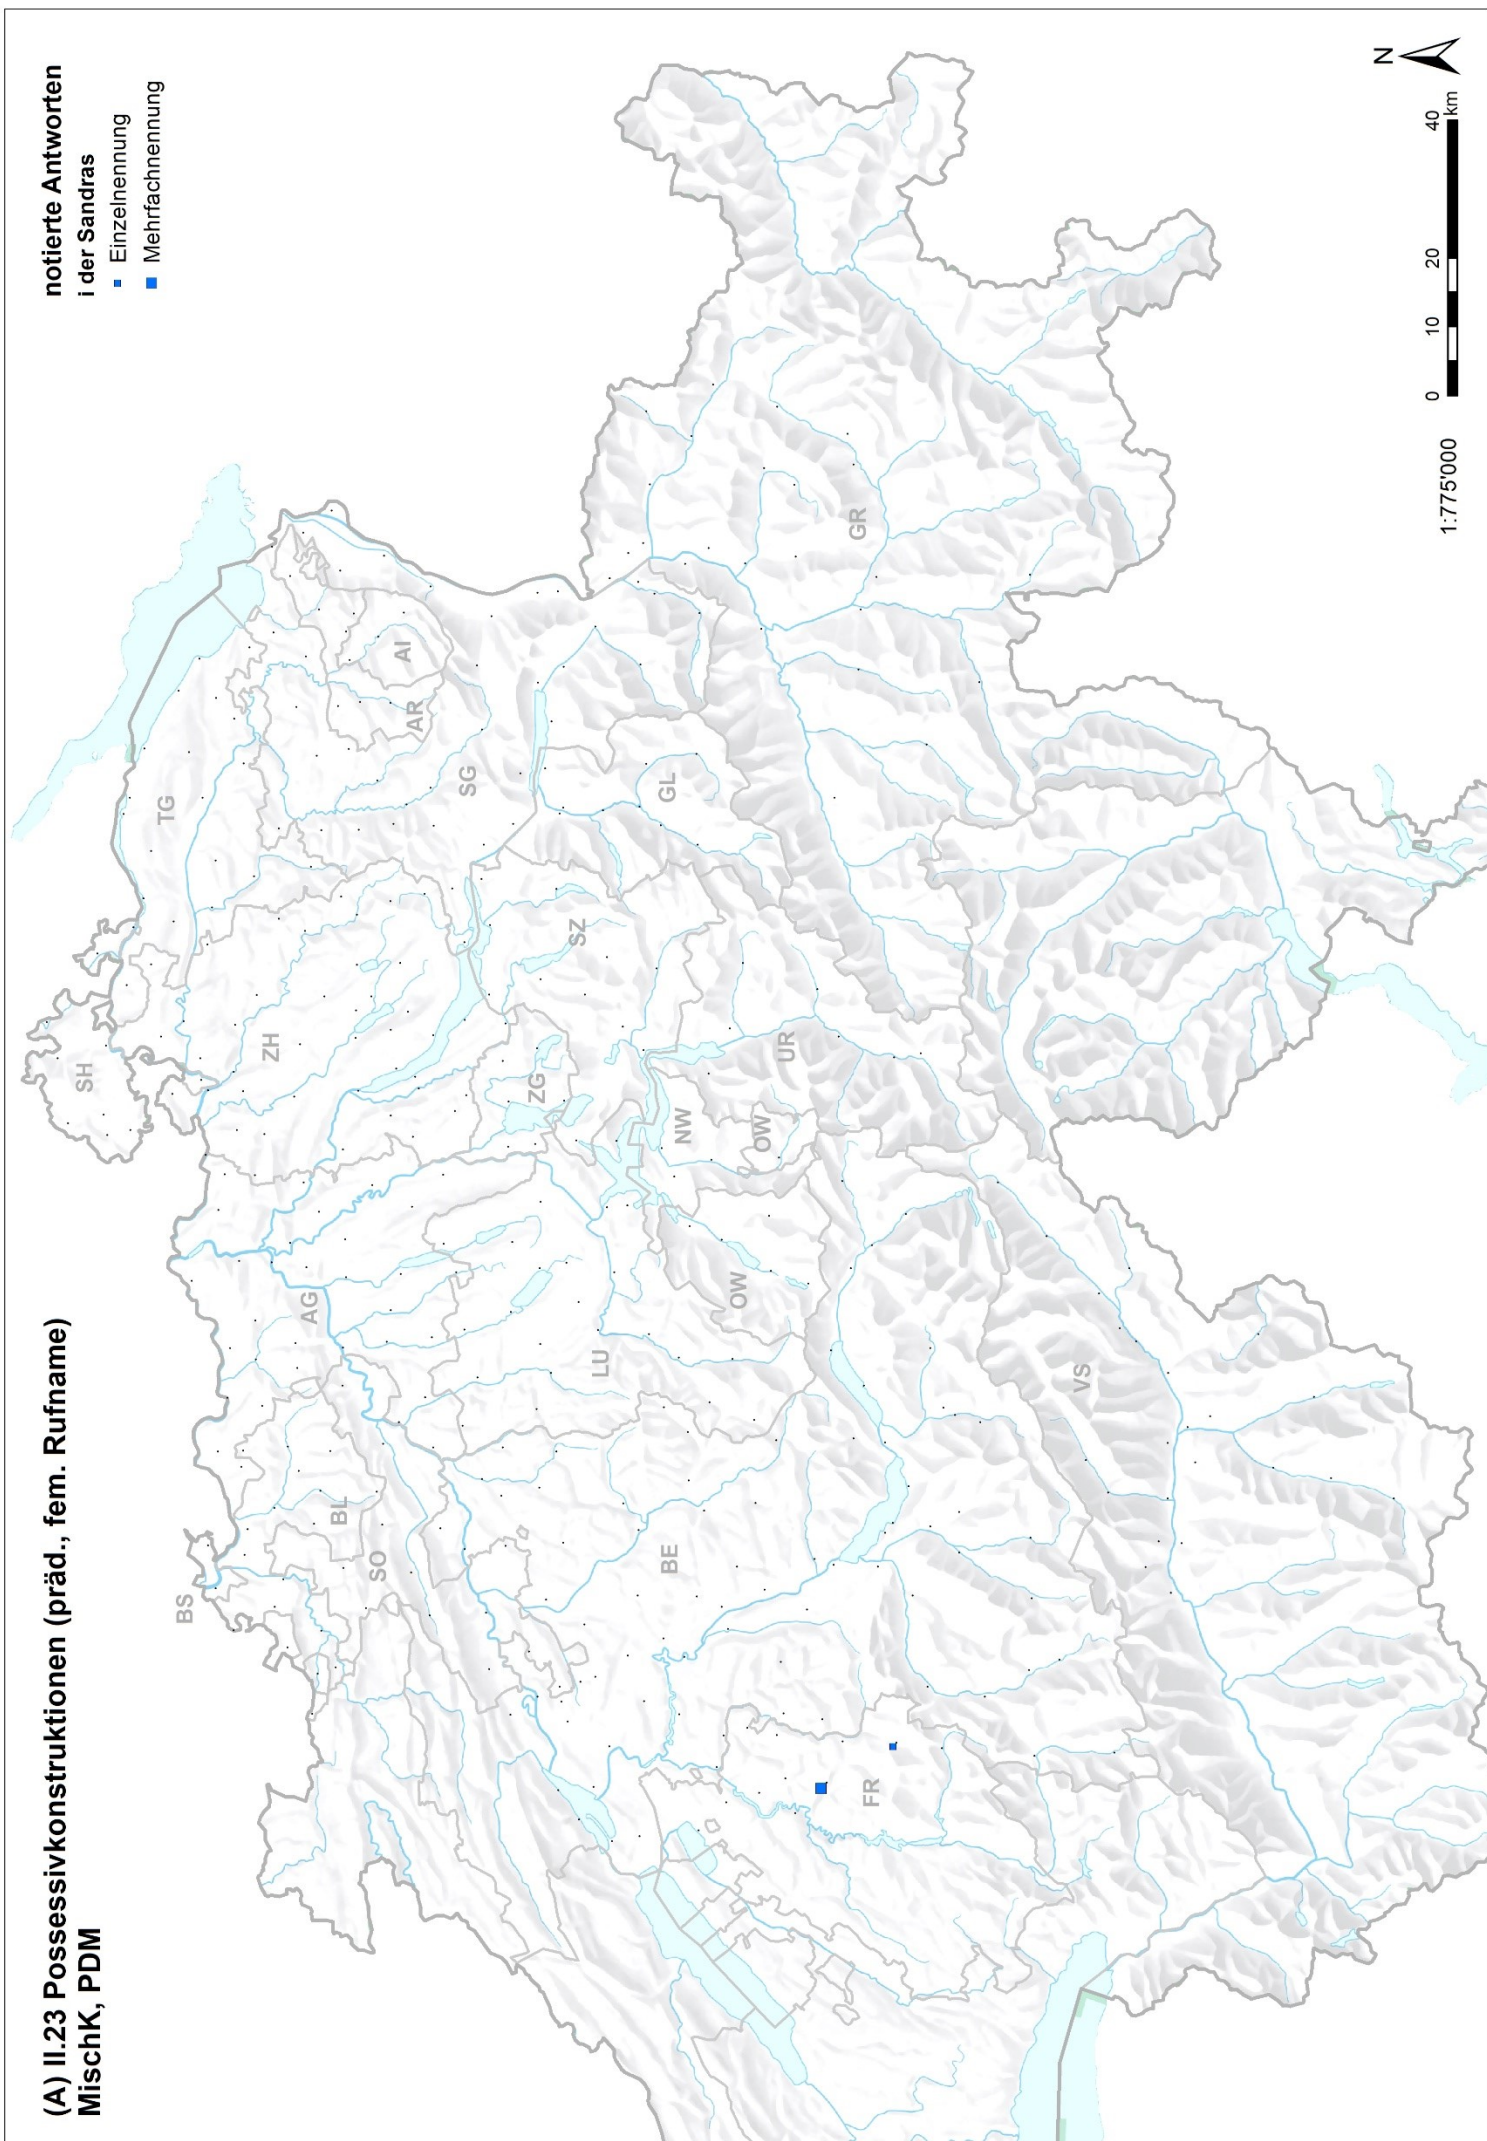 (A) II.23 Possessivkonstruktionen (präd., fem. Rufname)
MischK, PDM
notierte Antworten
i der Sandras
Einzelnennung
Mehrfachnennung
BS
SH
TG
BL
AG
ZH
SO
AR
AI
SG
ZG
SZ
GL
LU
NW
BE
OW
OW
UR
GR
FR
VS
N
0 10 20 40
km
1:775'000